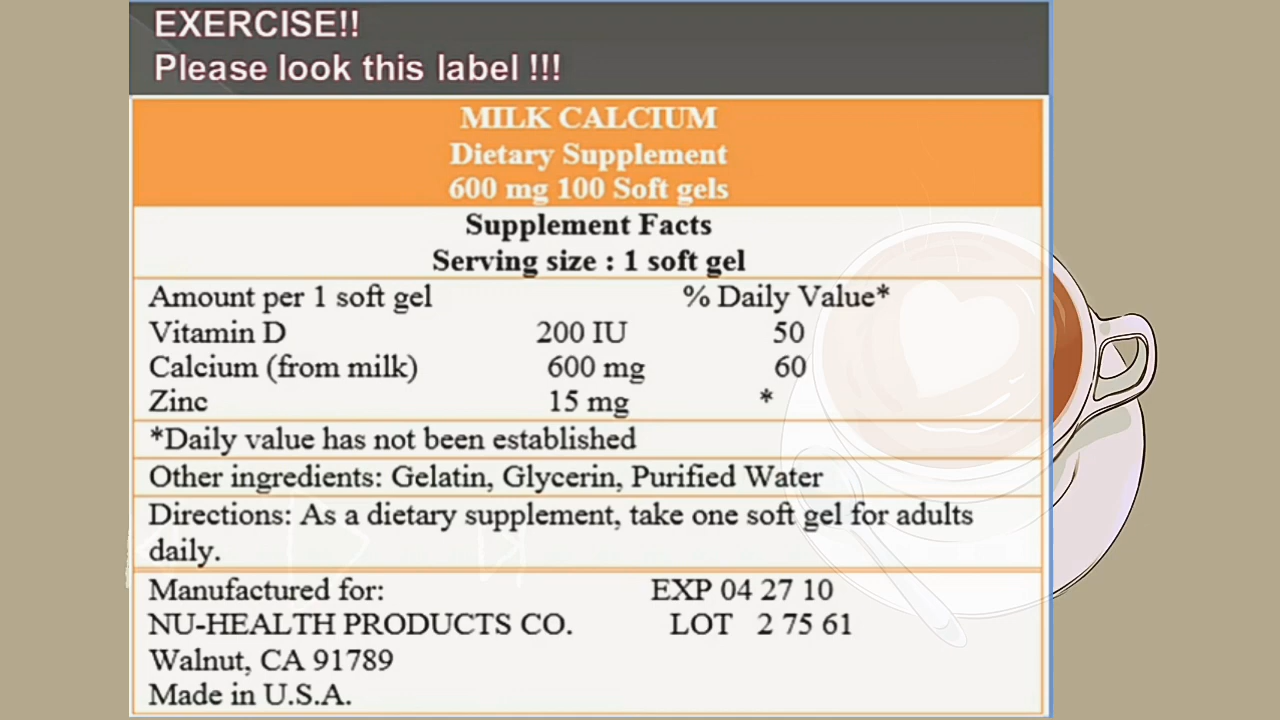 EXERCISE!!
Please look this label !!!
MILK CALCIUM
Dietary Supplement
600 mg 100 Soft gels
Supplement Facts
Serving size : 1 soft gel
Amount per 1 soft gel % Daily Value*
Vitamin D 200 IU 50
Calcium (from milk) 600 mg 60
Zinc 15 mg *
*Daily value has not been established
Other ingredients: Gelatin, Glycerin, Purified Water
Directions: As a dietary supplement, take one soft gel for adults
daily.
Manufactured for: EXP 04 27 10
NU-HEALTH PRODUCTS CO. LOT 2 75 61
Walnut, CA 91789
Made in U.S.A.